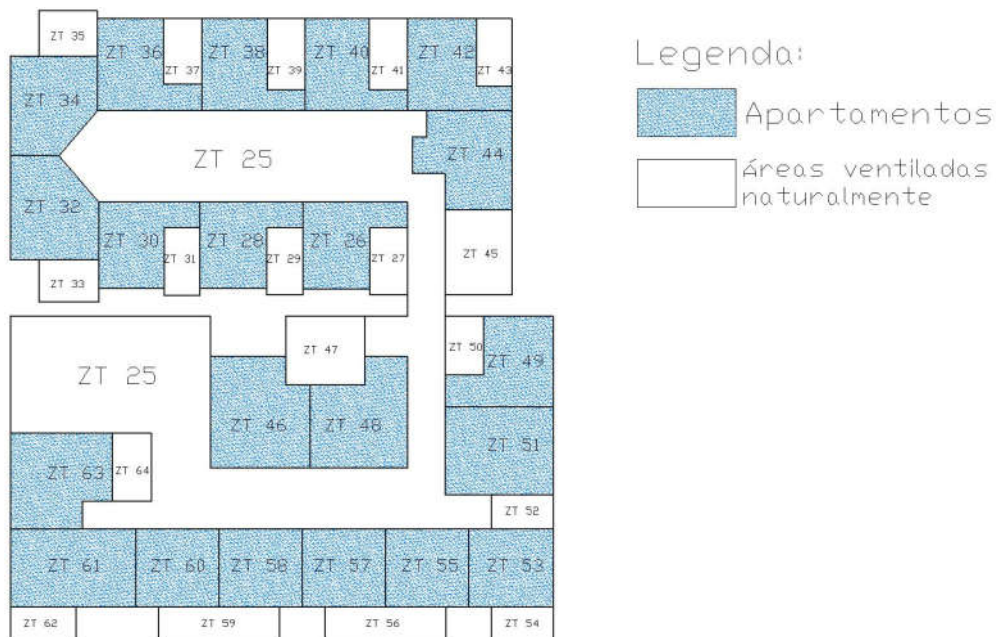 ZT 35
ZT 36
ZT 37
ZT 38
ZT 39
ZT 40
ZT 41
ZT 42
ZT 43
ZT 34
ZT 25
ZT 44
ZT 32
ZT 30
ZT 31
ZT 28
ZT 29
ZT 26
ZT 27
ZT 45
ZT 33
ZT 25
ZT 47
ZT 50
ZT 49
ZT 46
ZT 48
ZT 51
ZT 63
ZT 64
ZT 52
ZT 61
ZT 60
ZT 58
ZT 57
ZT 55
ZT 53
ZT 62
ZT 59
ZT 56
ZT 54
Legenda:
Apartamentos
Áreas ventiladas
naturalmente